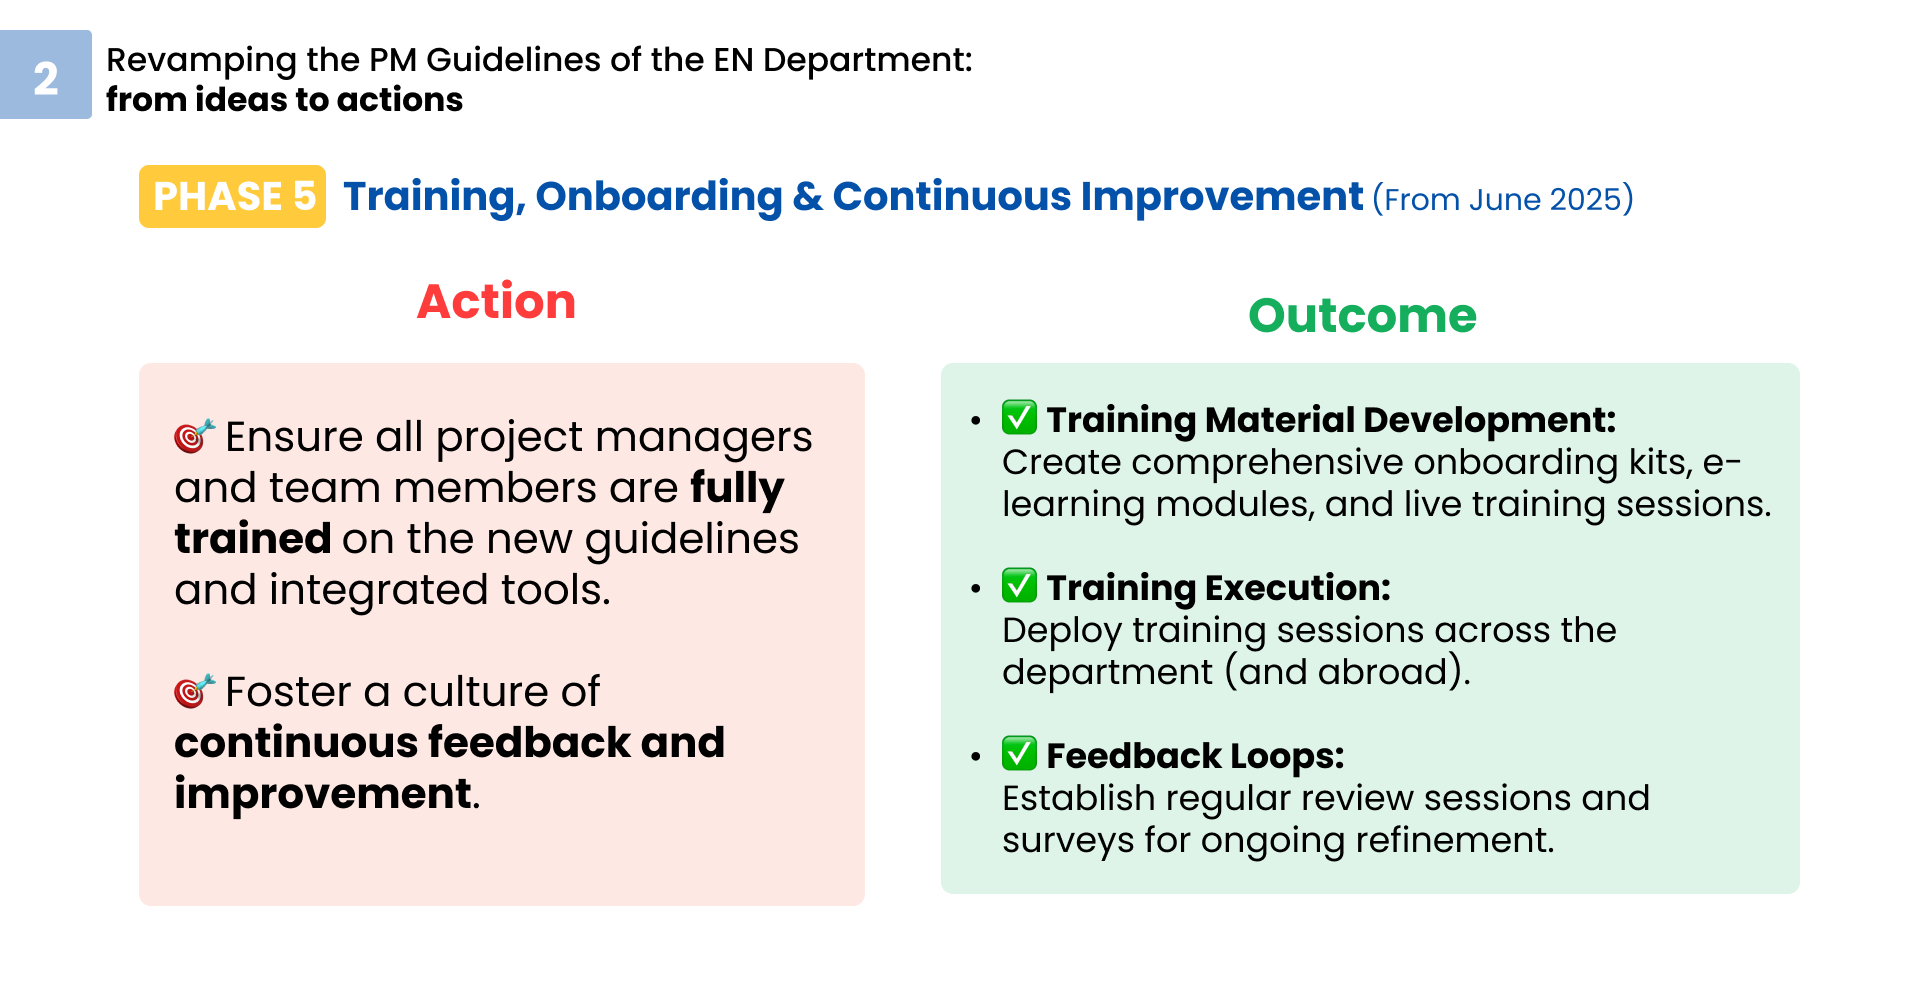 2
Revamping the PM Guidelines of the EN Department:
from ideas to actions
PHASE 5 Training, Onboarding & Continuous Improvement (From June 2025)
Action
🎯 Ensure all project managers
and team members are fully
trained on the new guidelines
and integrated tools.
🎯 Foster a culture of
continuous feedback and
improvement.
Outcome
• ✅ Training Material Development:
Create comprehensive onboarding kits, e-
learning modules, and live training sessions.
• ✅ Training Execution:
Deploy training sessions across the
department (and abroad).
• ✅ Feedback Loops:
Establish regular review sessions and
surveys for ongoing refinement.